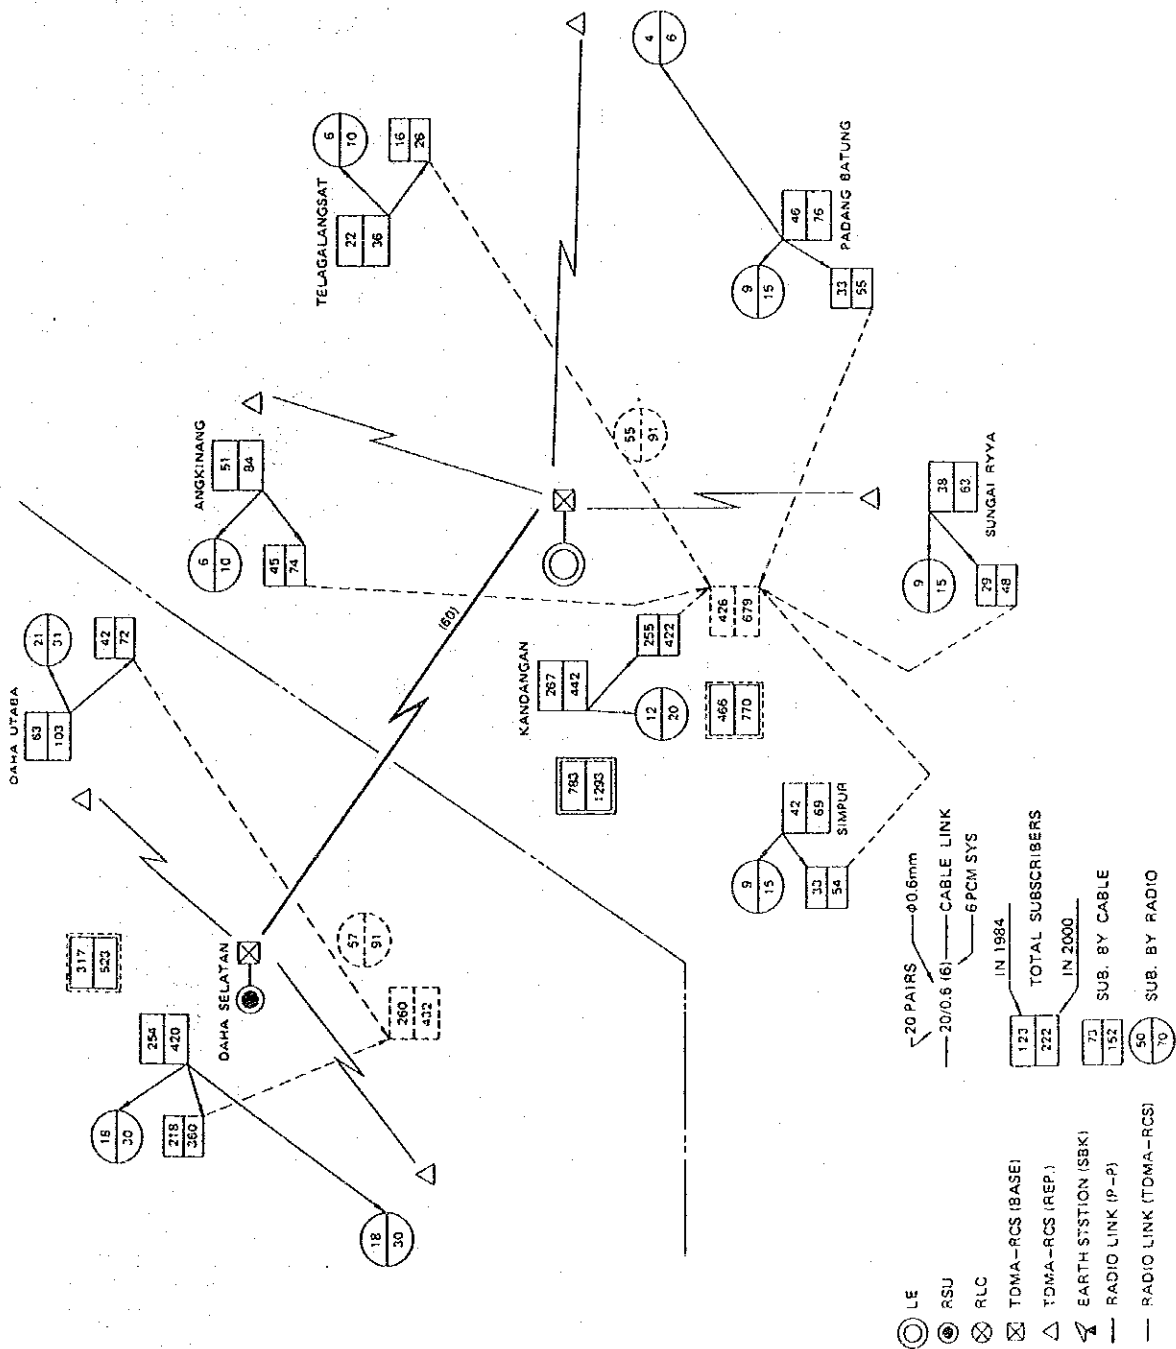 DAHA UTABA
63
103
21
31
42
72
ANGKINANG
51
84
6
10
45
74
TELAGALANGSAT
22
36
6
10
16
26
4
6
PADANG BATUNG
46
76
9
15
33
55
317
523
DAHA SELATAN
254
420
18
30
218
360
18
30
57
91
260
432
(60)
55
91
KANDANGAN
267
442
255
422
12
20
426
679
466
770
783
1293
SIMPUR
42
69
9
15
33
54
SUNGAI RYYA
38
63
9
15
29
48
20 PAIRS
φ0.6mm
20/0.6 (6)
CABLE LINK
6 PCM SYS
IN 1984
123
222
TOTAL SUBSCRIBERS
IN 2000
73
152
SUB. BY CABLE
50
70
SUB. BY RADIO
LE
RSU
RLC
TDMA-RCS (BASE)
TDMA-RCS (REP.)
EARTH STSTION (SBK)
RADIO LINK (P-P)
RADIO LINK (TDMA-RCS)